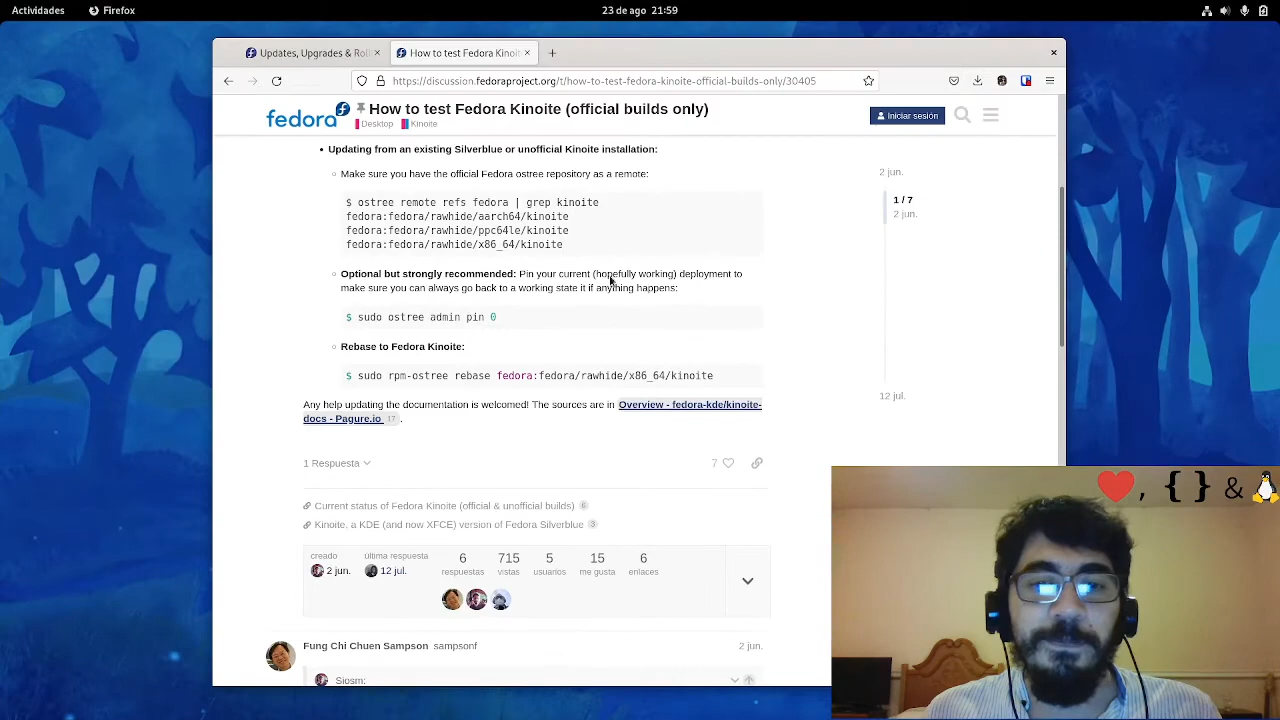 Actividades
Firefox
23 de ago 21:59
Updates, Upgrades & Roll
How to test Fedora Kinoit
https://discussion.fedoraproject.org/t/how-to-test-fedora-kinoite-official-builds-only/30405
fedora
How to test Fedora Kinoite (official builds only)
Desktop
Kinoite
Iniciar sesión
• Updating from an existing Silverblue or unofficial Kinoite installation:
Make sure you have the official Fedora ostree repository as a remote:
$ ostree remote refs fedora | grep kinoite
fedora:fedora/rawhide/aarch64/kinoite
fedora:fedora/rawhide/ppc64le/kinoite
fedora:fedora/rawhide/x86_64/kinoite
Optional but strongly recommended: Pin your current (hopefully working) deployment to
make sure you can always go back to a working state it if anything happens:
$ sudo ostree admin pin 0
Rebase to Fedora Kinoite:
$ sudo rpm-ostree rebase fedora:fedora/rawhide/x86_64/kinoite
Any help updating the documentation is welcomed! The sources are in Overview - fedora-kde/kinoite-
docs - Pagure.io 17 .
2 jun.
1 / 7
2 jun.
12 jul.
1 Respuesta
7
Current status of Fedora Kinoite (official & unofficial builds) 6
Kinoite, a KDE (and now XFCE) version of Fedora Silverblue 3
creado
2 jun.
última respuesta
12 jul.
6
respuestas
715
vistas
5
usuarios
15
me gusta
6
enlaces
Fung Chi Chuen Sampson sampsonf
2 jun.
Siosm:
, { } &